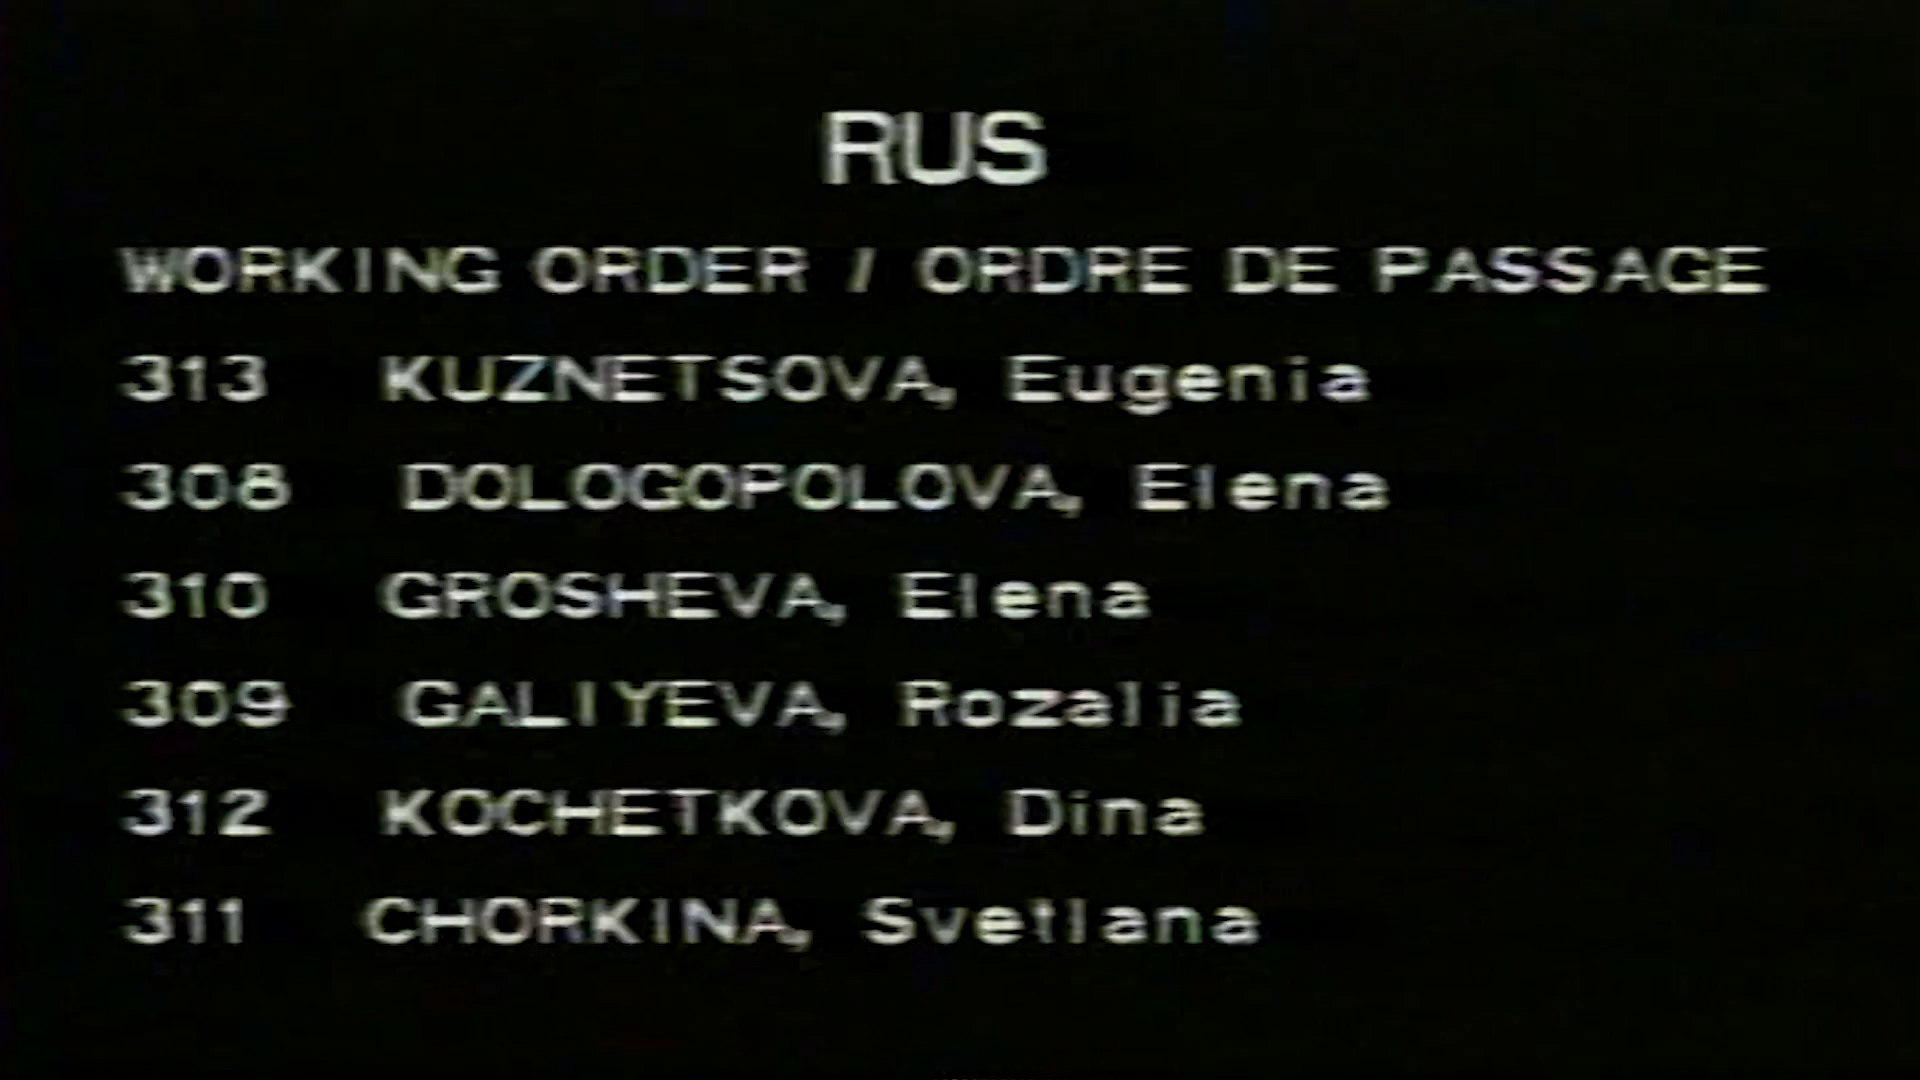 RUS
WORKING ORDER / ORDRE DE PASSAGE
313 KUZNETSOVA, Eugenia
308 DOLOGOPOLOVA, Elena
310 GROSHEVA, Elena
309 GALIYEVA, Rozalia
312 KOCHETKOVA, Dina
311 CHORKINA, Svetlana